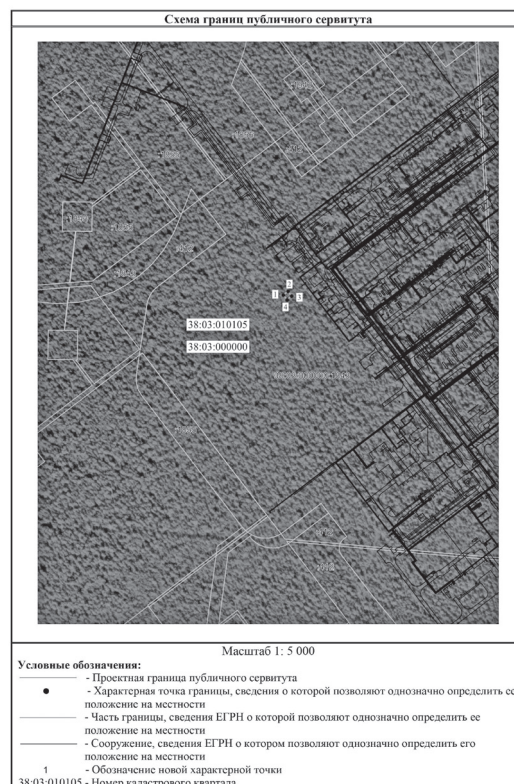 Схема границ публичного сервитута
2
1
3
4
38:03:010105
38:03:000000
Масштаб 1: 5 000
Условные обозначения:
- Проектная граница публичного сервитута
- Характерная точка границы, сведения о которой позволяют однозначно определить ее
положение на местности
- Часть границы, сведения ЕГРН о которой позволяют однозначно определить ее
положение на местности
- Сооружение, сведения ЕГРН о котором позволяют однозначно определить его
положение на местности
1 - Обозначение новой характерной точки
38:03:010105 - Номер кадастрового квартала